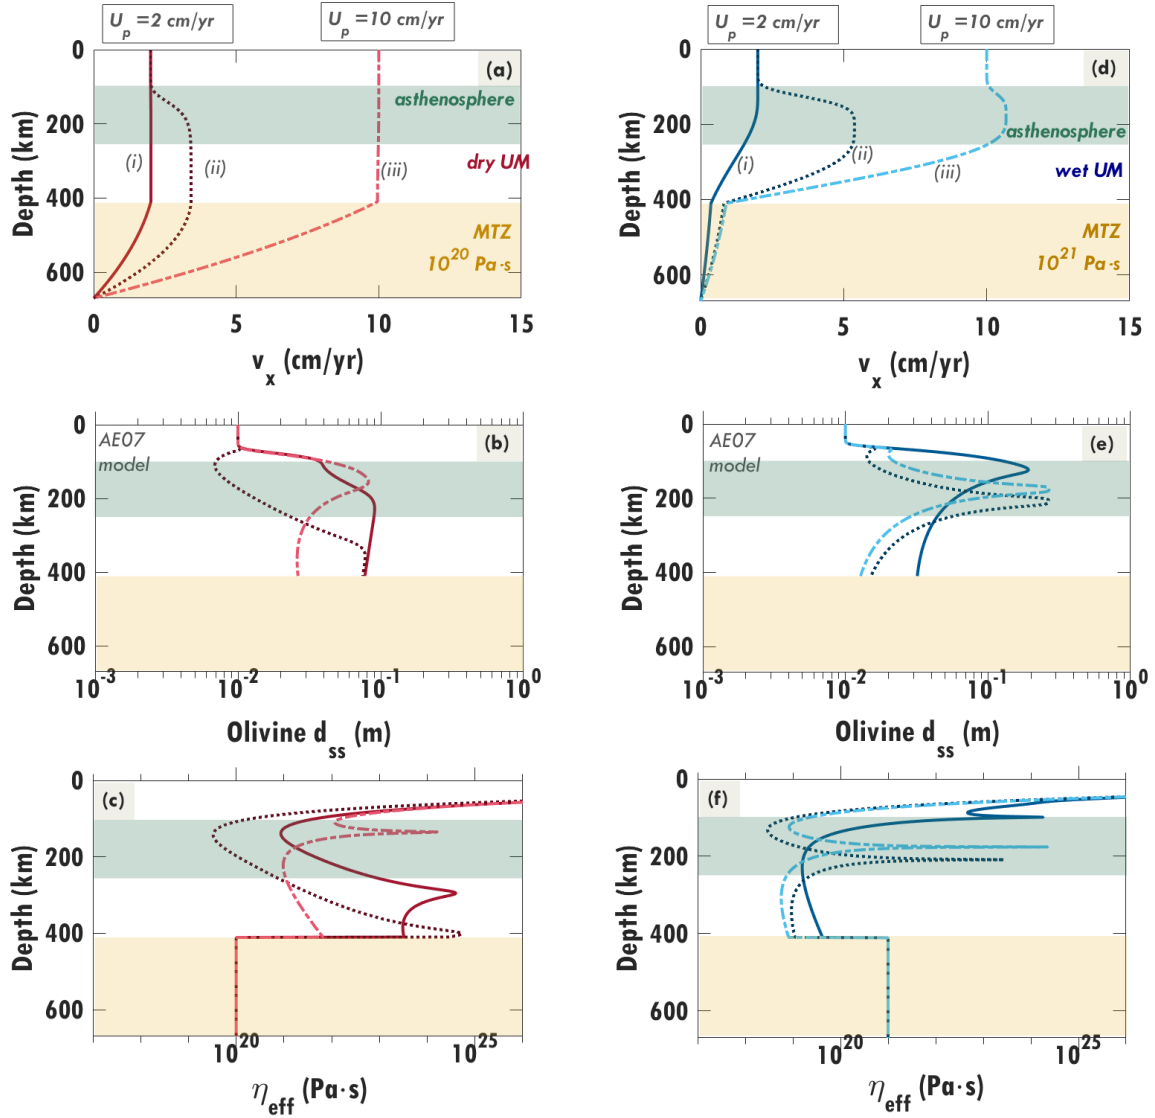 U_p =2 cm/yr
U_p =10 cm/yr
0
200
400
600
Depth (km)
(a)
asthenosphere
(i)
(ii)
(iii)
dry UM
MTZ
10^20 Pa·s
0
5
10
15
v_x (cm/yr)
U_p =2 cm/yr
U_p =10 cm/yr
0
200
400
600
Depth (km)
(d)
asthenosphere
(i)
(ii)
(iii)
wet UM
MTZ
10^21 Pa·s
0
5
10
15
v_x (cm/yr)
0
200
400
600
Depth (km)
AE07
model
(b)
10^-3
10^-2
10^-1
10^0
Olivine d_ss (m)
0
200
400
600
Depth (km)
AE07
model
(e)
10^-3
10^-2
10^-1
10^0
Olivine d_ss (m)
0
200
400
600
Depth (km)
(c)
10^20
10^25
η_eff (Pa·s)
0
200
400
600
Depth (km)
(f)
10^20
10^25
η_eff (Pa·s)